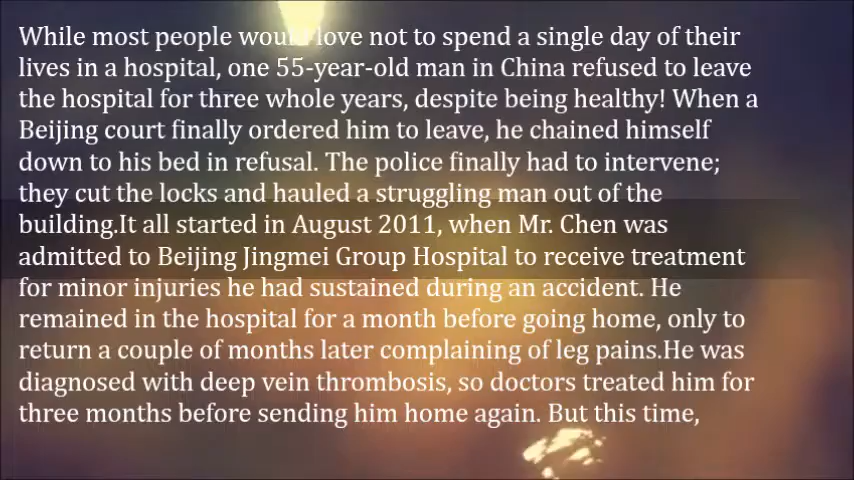 While most people would love not to spend a single day of their
lives in a hospital, one 55-year-old man in China refused to leave
the hospital for three whole years, despite being healthy! When a
Beijing court finally ordered him to leave, he chained himself
down to his bed in refusal. The police finally had to intervene;
they cut the locks and hauled a struggling man out of the
building.It all started in August 2011, when Mr. Chen was
admitted to Beijing Jingmei Group Hospital to receive treatment
for minor injuries he had sustained during an accident. He
remained in the hospital for a month before going home, only to
return a couple of months later complaining of leg pains.He was
diagnosed with deep vein thrombosis, so doctors treated him for
three months before sending him home again. But this time,